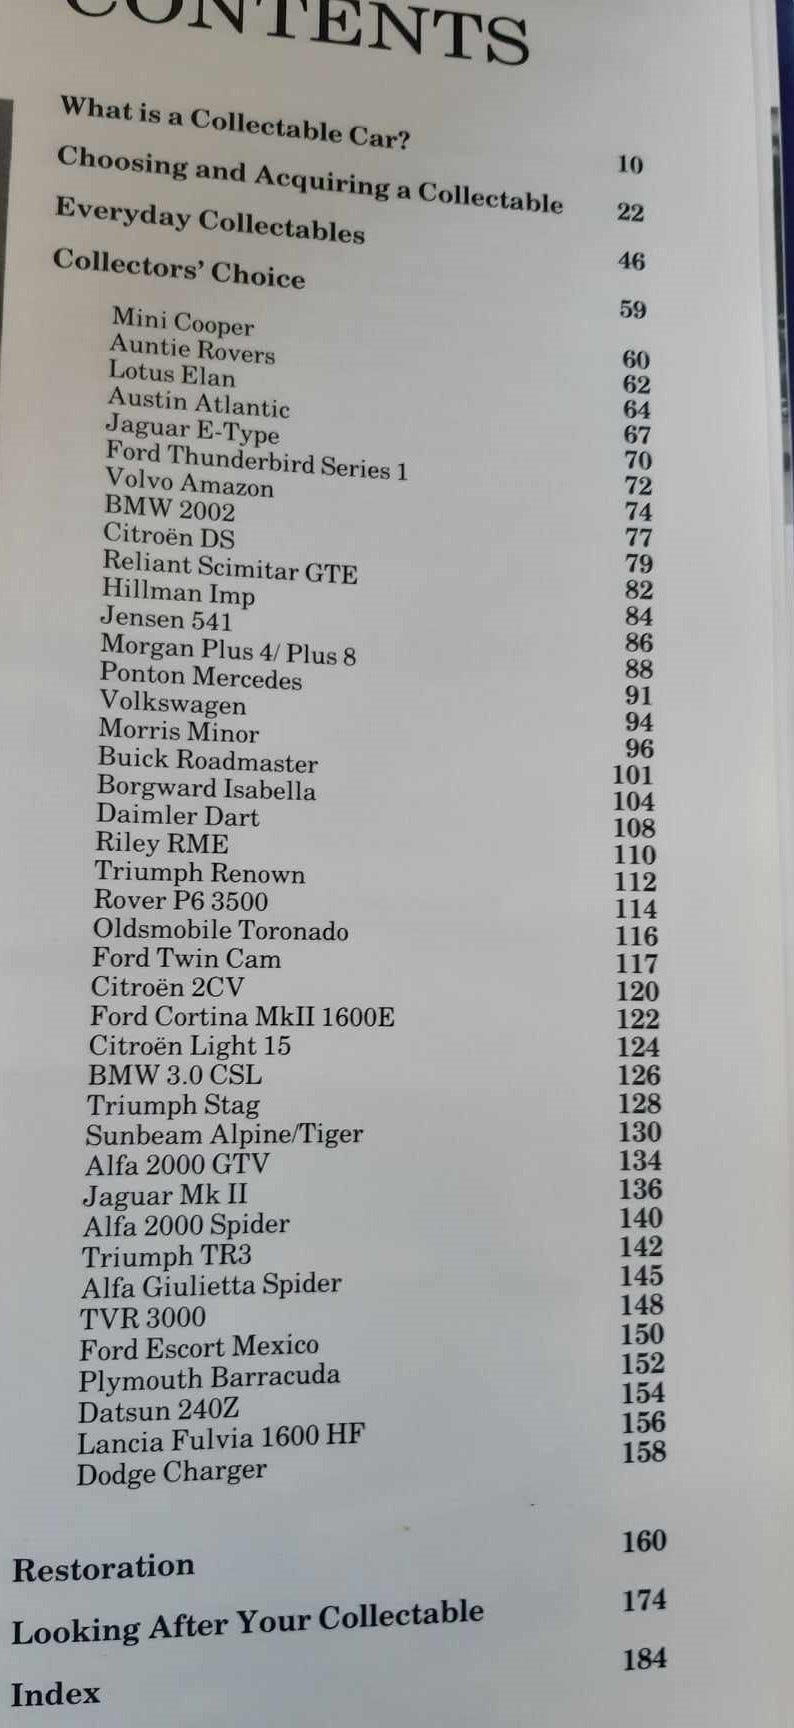 CONTENTS
What is a Collectable Car? 10
Choosing and Acquiring a Collectable 22
Everyday Collectables 46
Collectors' Choice 59
Mini Cooper 60
Auntie Rovers 62
Lotus Elan 64
Austin Atlantic 67
Jaguar E-Type 70
Ford Thunderbird Series 1 72
Volvo Amazon 74
BMW 2002 77
Citroën DS 79
Reliant Scimitar GTE 82
Hillman Imp 84
Jensen 541 86
Morgan Plus 4/ Plus 8 88
Ponton Mercedes 91
Volkswagen 94
Morris Minor 96
Buick Roadmaster 101
Borgward Isabella 104
Daimler Dart 108
Riley RME 110
Triumph Renown 112
Rover P6 3500 114
Oldsmobile Toronado 116
Ford Twin Cam 117
Citroën 2CV 120
Ford Cortina MkII 1600E 122
Citroën Light 15 124
BMW 3.0 CSL 126
Triumph Stag 128
Sunbeam Alpine/Tiger 130
Alfa 2000 GTV 134
Jaguar Mk II 136
Alfa 2000 Spider 140
Triumph TR3 142
Alfa Giulietta Spider 145
TVR 3000 148
Ford Escort Mexico 150
Plymouth Barracuda 152
Datsun 240Z 154
Lancia Fulvia 1600 HF 156
Dodge Charger 158
Restoration 160
Looking After Your Collectable 174
Index 184